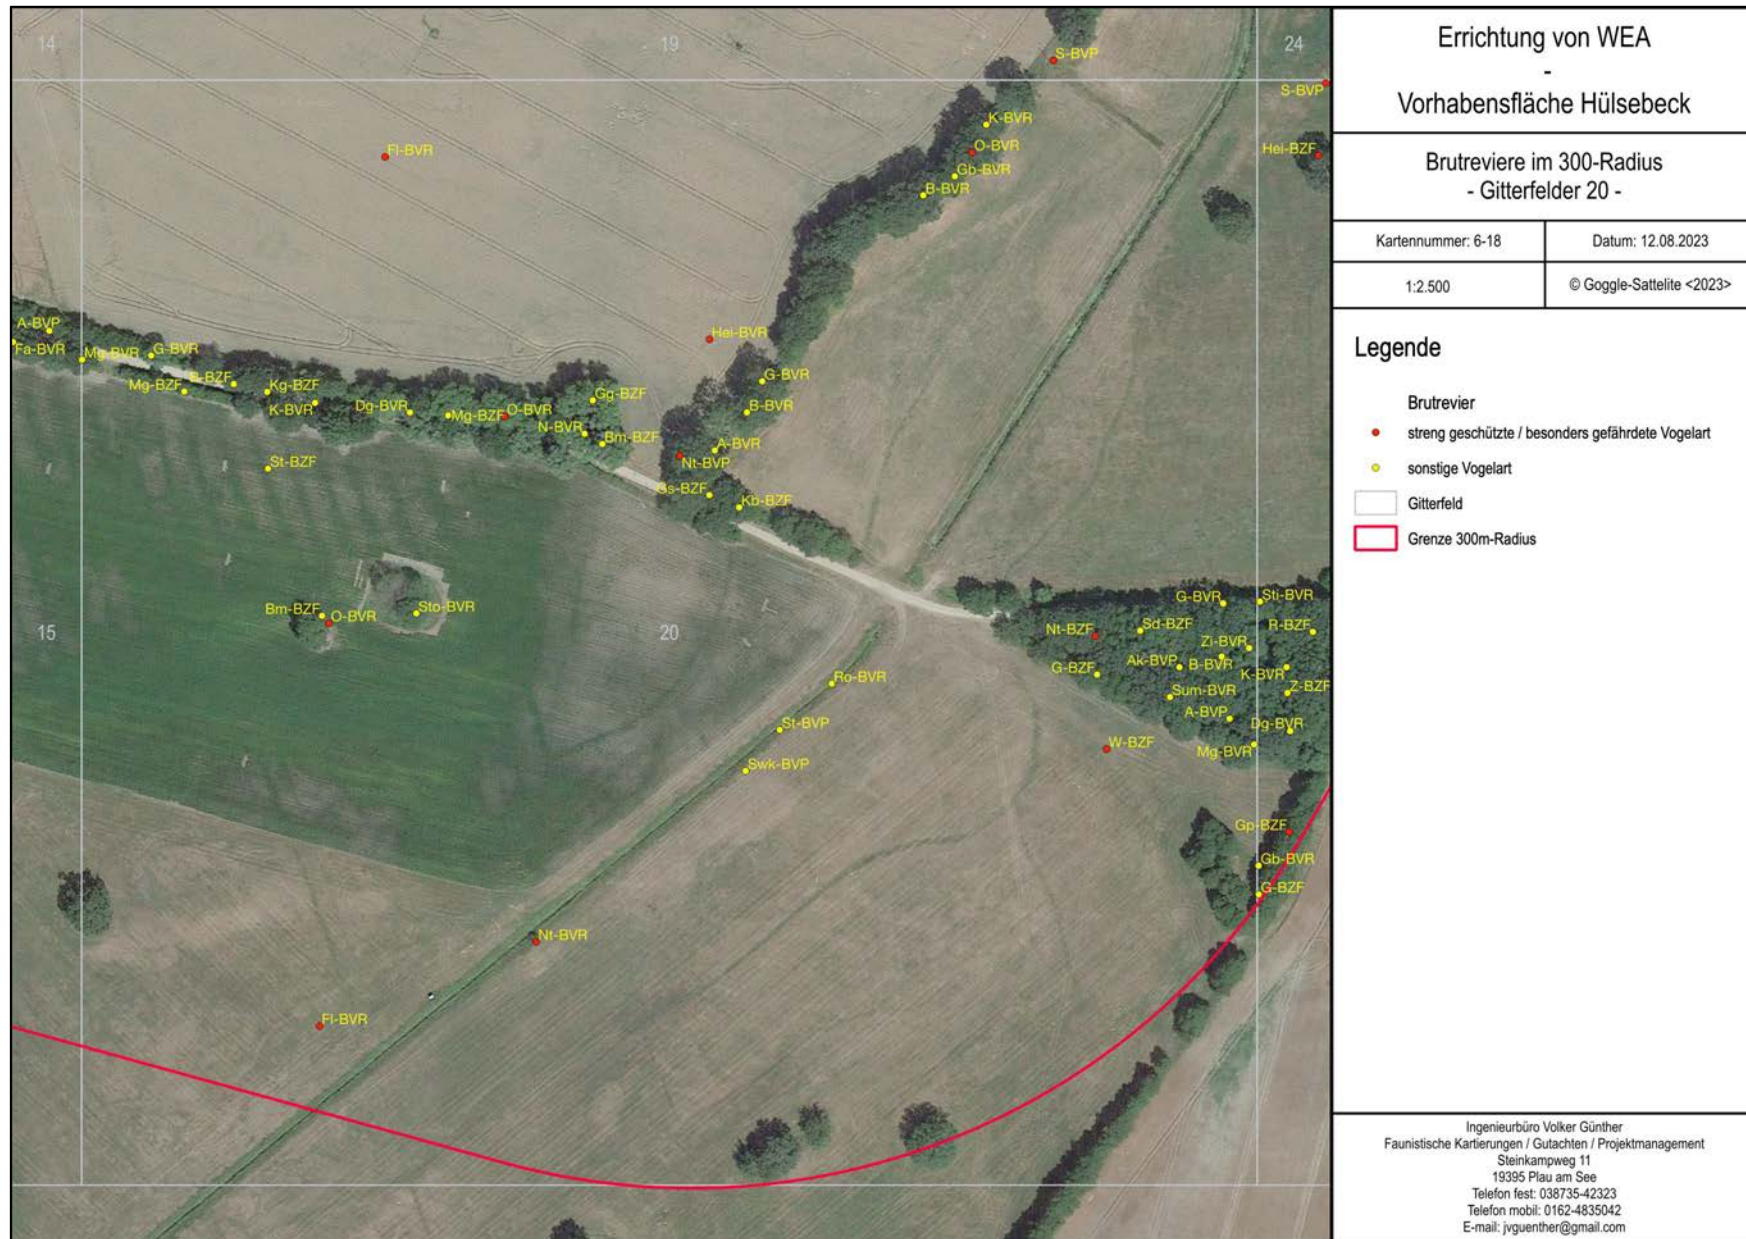 14
19
24
S-BVP
S-BVP
K-BVR
O-BVR
Hei-BZF
Fl-BVR
Gb-BVR
B-BVR
A-BVP
Hei-BVR
Fa-BVR
Mg-BVR
G-BVR
G-BVR
Mg-BZF
Kg-BZF
Gg-BZF
K-BVR
Dg-BVR
Mg-BZF
O-BVR
B-BVR
N-BVR
Bm-BZF
A-BVR
St-BZF
Nt-BVP
Gs-BZF
Kb-BZF
Bm-BZF
O-BVR
Sto-BVR
G-BVR
Sti-BVR
15
20
Nt-BZF
Sd-BZF
R-BZF
Zi-BVR
G-BZF
Ak-BVP
B-BVR
K-BVR
Ro-BVR
Sum-BVR
Z-BZF
A-BVP
Dg-BVR
St-BVP
W-BZF
Mg-BVR
Swk-BVP
Gp-BZF
Gb-BVR
G-BZF
Nt-BVR
Fl-BVR
Errichtung von WEA
-
Vorhabensfläche Hülsebeck
Brutreviere im 300-Radius
- Gitterfelder 20 -
Kartennummer: 6-18
Datum: 12.08.2023
1:2.500
© Goggle-Sattelite <2023>
Legende
Brutrevier
streng geschützte / besonders gefährdete Vogelart
sonstige Vogelart
Gitterfeld
Grenze 300m-Radius
Ingenieurbüro Volker Günther
Faunistische Kartierungen / Gutachten / Projektmanagement
Steinkampweg 11
19395 Plau am See
Telefon fest: 038735-42323
Telefon mobil: 0162-4835042
E-mail: jvguenther@gmail.com